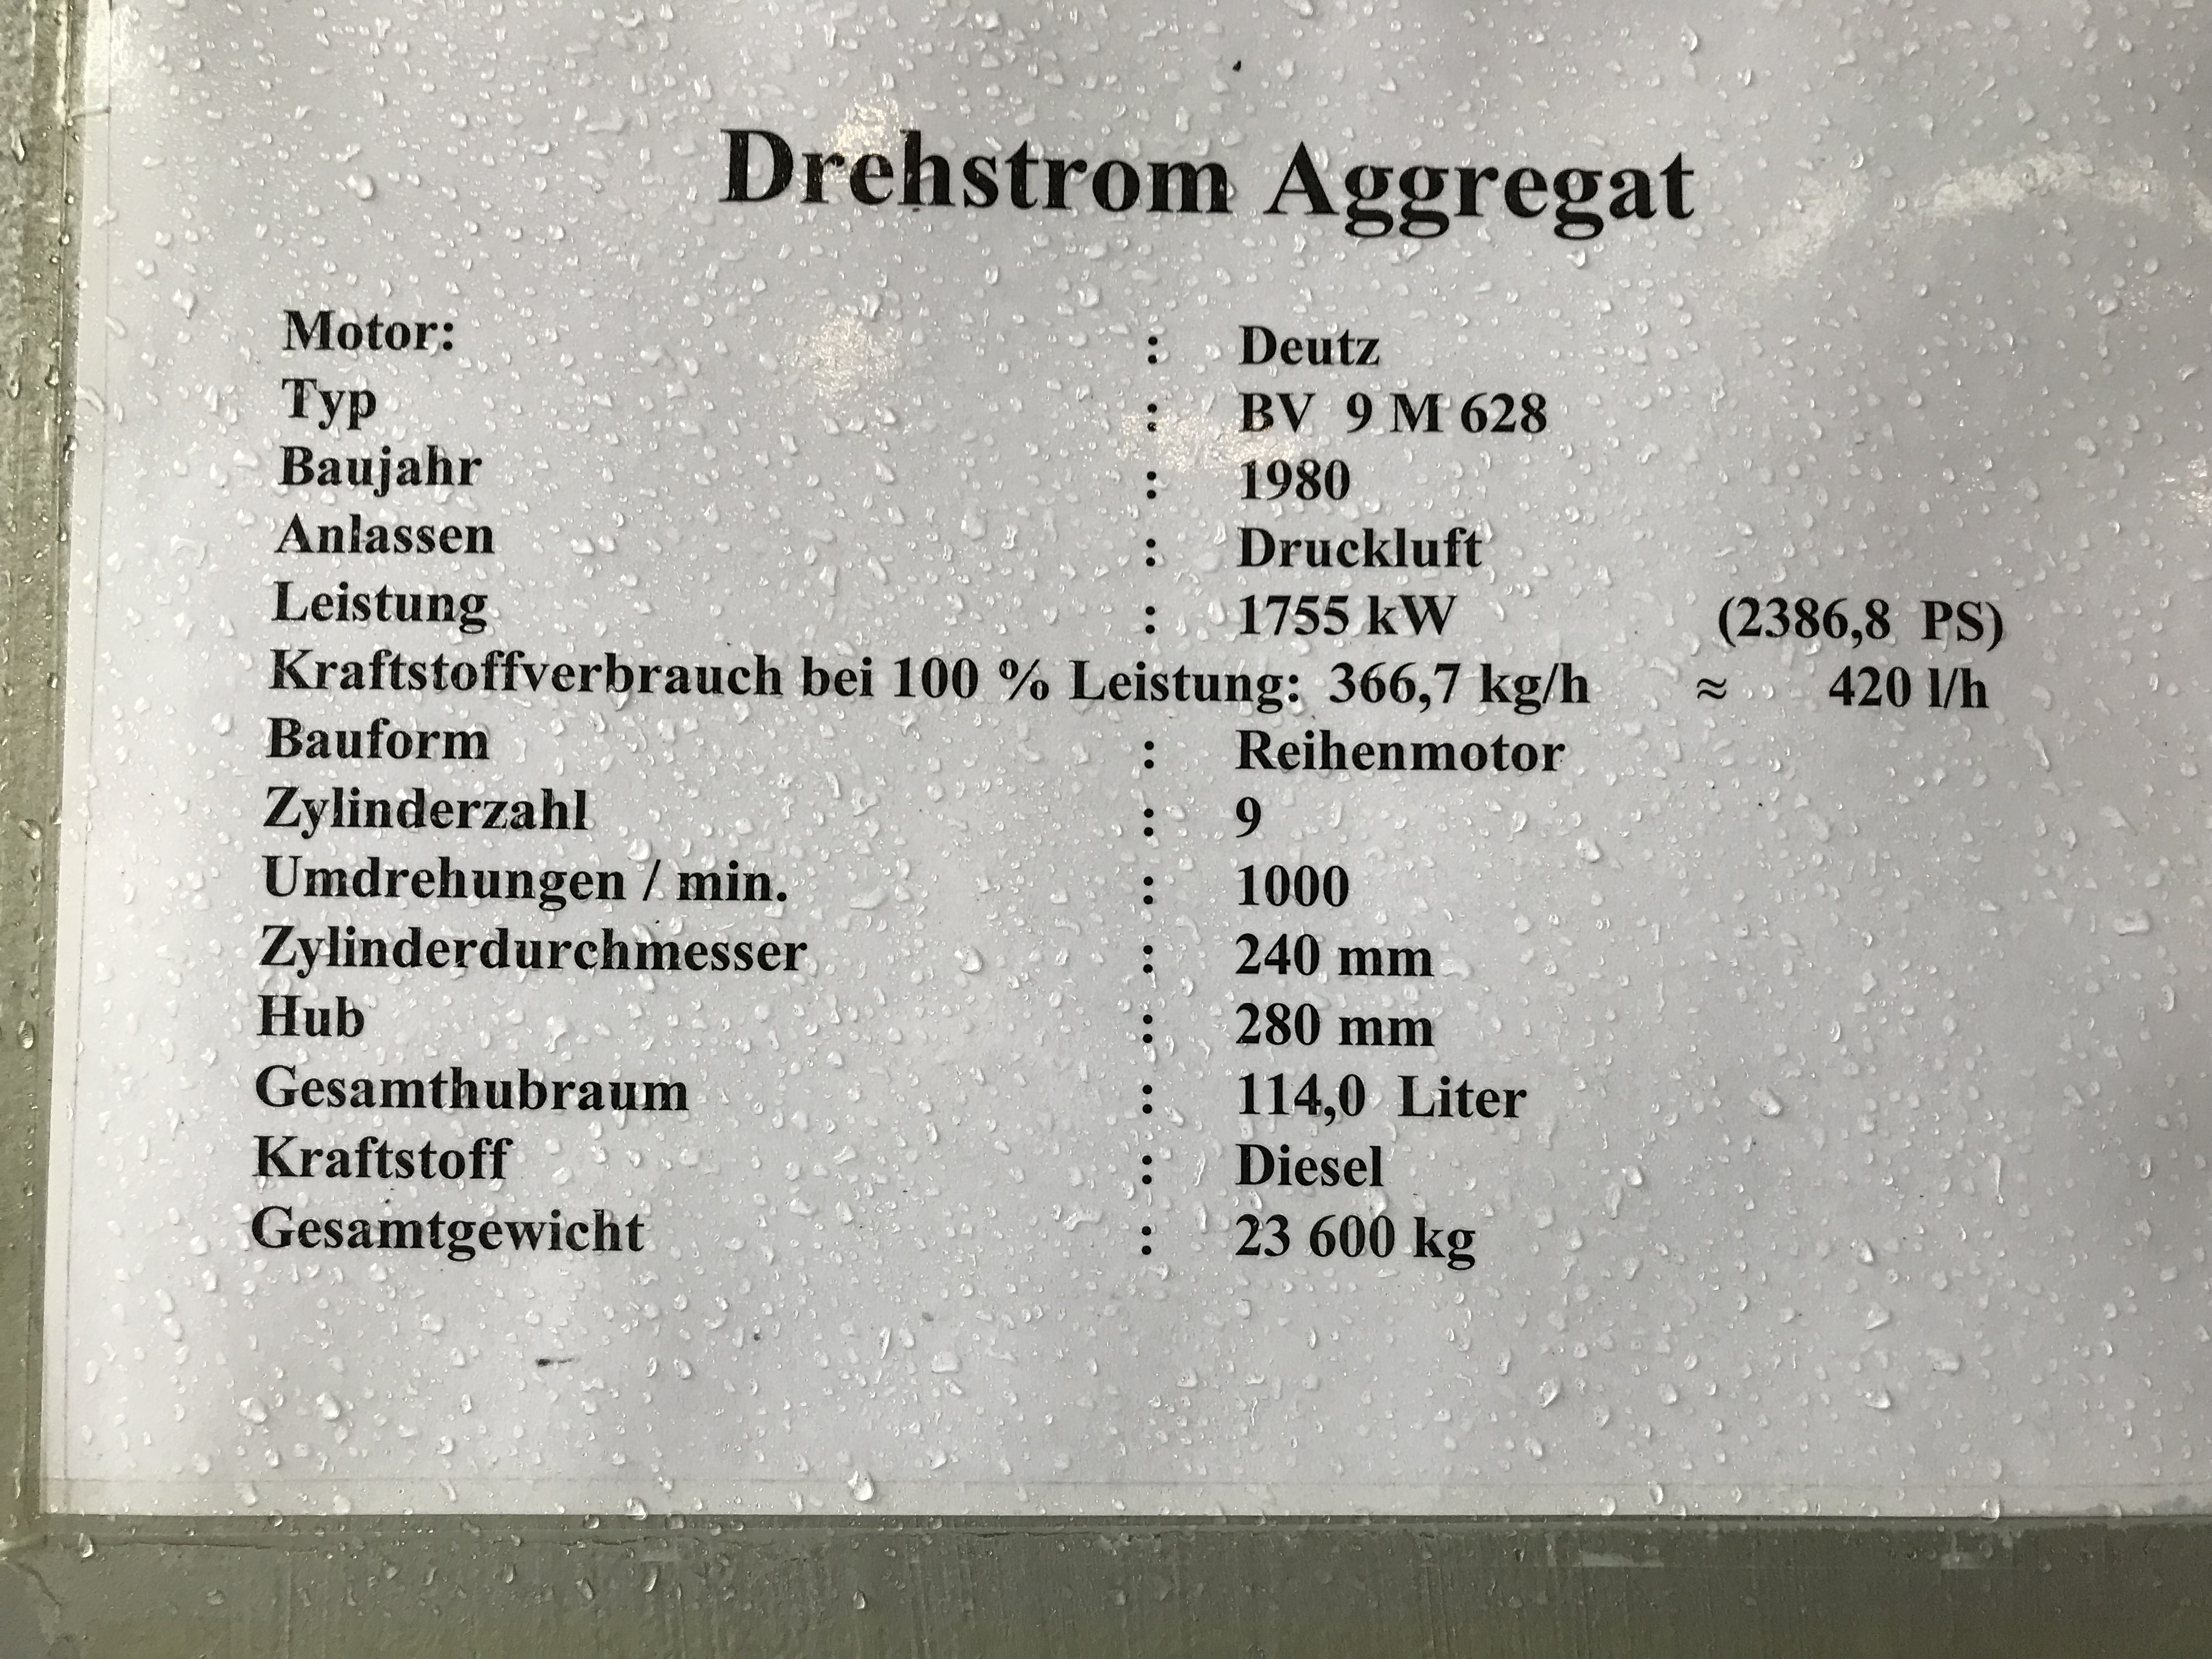 Drehstrom Aggregat
Motor: : Deutz
Typ : BV 9 M 628
Baujahr : 1980
Anlassen : Druckluft
Leistung : 1755 kW (2386,8 PS)
Kraftstoffverbrauch bei 100 % Leistung: 366,7 kg/h ≈ 420 l/h
Bauform : Reihenmotor
Zylinderzahl : 9
Umdrehungen / min. : 1000
Zylinderdurchmesser : 240 mm
Hub : 280 mm
Gesamthubraum : 114,0 Liter
Kraftstoff : Diesel
Gesamtgewicht : 23 600 kg